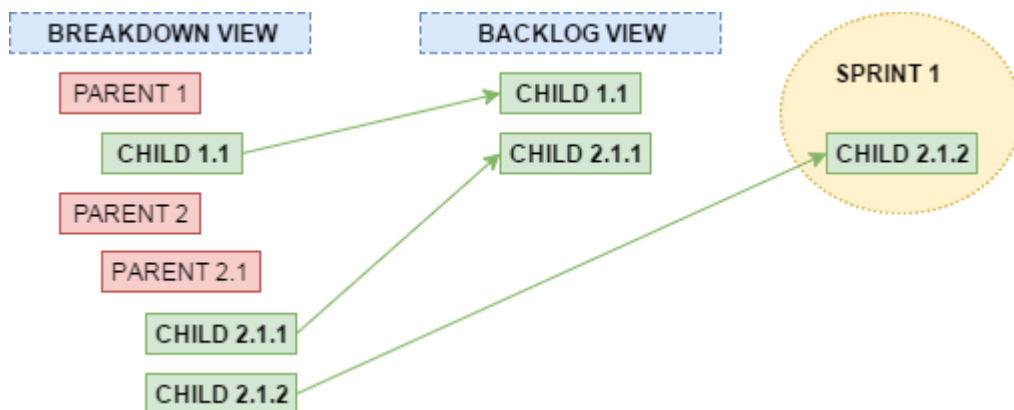 BREAKDOWN VIEW
BACKLOG VIEW
SPRINT 1
PARENT 1
CHILD 1.1
CHILD 1.1
CHILD 2.1.1
CHILD 2.1.2
PARENT 2
PARENT 2.1
CHILD 2.1.1
CHILD 2.1.2